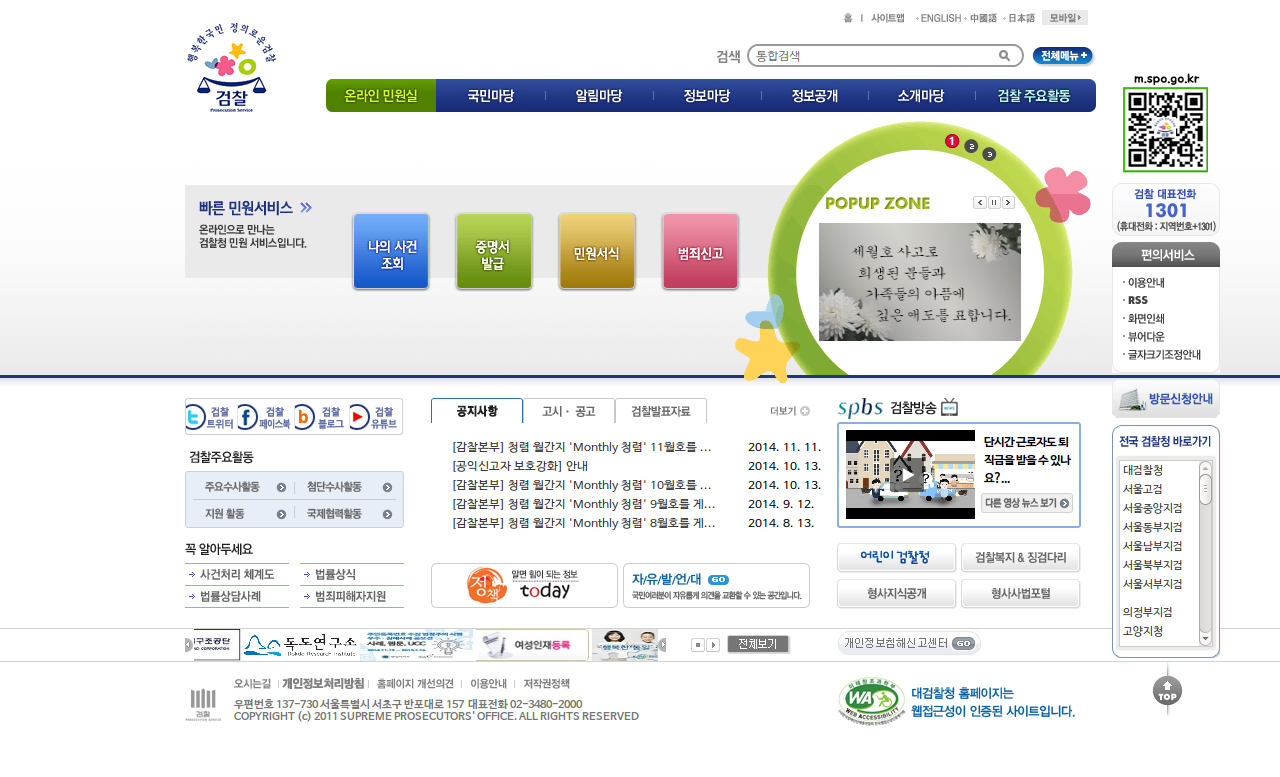 홈 | 사이트맵 · ENGLISH · 中國語 · 日本語 모바일
행복한국민 정의로운검찰
검찰
Prosecution Service
검색 통합검색 전체메뉴 +
온라인 민원실 국민마당 알림마당 정보마당 정보공개 소개마당 검찰 주요활동
m.spo.go.kr
검찰 대표전화
1301
(휴대전화 : 지역번호+1301)
편의서비스
· 이용안내
· RSS
· 화면인쇄
· 뷰어다운
· 글자크기조정안내
방문신청안내
빠른 민원서비스
온라인으로 만나는
검찰청 민원 서비스입니다.
나의 사건
조회
증명서
발급
민원서식
범죄신고
1 2 3
POPUP ZONE
세월호 사고로
희생된 분들과
가족들의 아픔에
깊은 애도를 표합니다.
검찰
트위터
검찰
페이스북
검찰
블로그
검찰
유튜브
검찰주요활동
주요수사활동 첨단수사활동
지원 활동 국제협력활동
꼭 알아두세요
사건처리 체계도 법률상식
법률상담사례 범죄피해자지원
공지사항 고시 · 공고 검찰발표자료 더보기
[감찰본부] 청렴 월간지 'Monthly 청렴' 11월호를 ... 2014. 11. 11.
[공익신고자 보호강화] 안내 2014. 10. 13.
[감찰본부] 청렴 월간지 'Monthly 청렴' 10월호를 ... 2014. 10. 13.
[감찰본부] 청렴 월간지 'Monthly 청렴' 9월호를 게... 2014. 9. 12.
[감찰본부] 청렴 월간지 'Monthly 청렴' 8월호를 게... 2014. 8. 13.
정책
알면 힘이 되는 정보
today
자/유/발/언/대 GO
국민여러분이 자유롭게 의견을 교환할 수 있는 공간입니다.
spbs 검찰방송
단시간 근로자도 퇴
직금을 받을 수 있나
요?...
다른 영상 뉴스 보기
어린이 검찰청 검찰복지 & 징검다리
형사지식공개 형사사법포털
전국 검찰청 바로가기
대검찰청
서울고검
서울중앙지검
서울동부지검
서울남부지검
서울북부지검
서울서부지검
의정부지검
고양지청
구조공단
독도연구소
Dokdo Research Institute
사례, 웹툰, UCC
여성인재등록
행복한 동일
전체보기
개인정보침해신고센터 GO
오시는길 | 개인정보처리방침 | 홈페이지 개선의견 | 이용안내 | 저작권정책
검찰
우편번호 137-730 서울특별시 서초구 반포대로 157 대표전화 02-3480-2000
COPYRIGHT (c) 2011 SUPREME PROSECUTORS' OFFICE. ALL RIGHTS RESERVED
WA
WEB ACCESSIBILITY
대검찰청 홈페이지는
웹접근성이 인증된 사이트입니다.
TOP